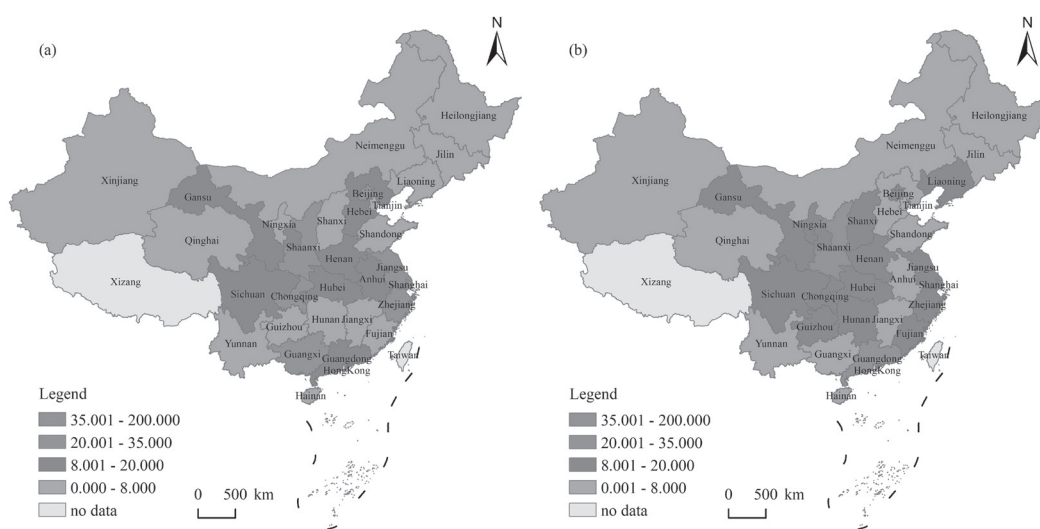 (a)
N
Heilongjiang
Neimenggu
Jilin
Xinjiang
Liaoning
Gansu
Beijing
Tianjin
Hebei
Ningxia
Shanxi
Qinghai
Shandong
Shaanxi
Henan
Jiangsu
Xizang
Anhui
Shanghai
Sichuan
Hubei
Chongqing
Zhejiang
Hunan
Jiangxi
Guizhou
Fujian
Yunnan
Taiwan
Guangxi
Guangdong
HongKong
Hainan
Legend
35.001 - 200.000
20.001 - 35.000
8.001 - 20.000
0.000 - 8.000
no data
0 500 km
(b)
N
Heilongjiang
Neimenggu
Jilin
Xinjiang
Liaoning
Gansu
Beijing
Tianjin
Hebei
Ningxia
Shanxi
Qinghai
Shandong
Shaanxi
Henan
Jiangsu
Xizang
Anhui
Shanghai
Sichuan
Hubei
Chongqing
Zhejiang
Hunan
Jiangxi
Guizhou
Fujian
Yunnan
Taiwan
Guangxi
Guangdong
HongKong
Hainan
Legend
35.001 - 200.000
20.001 - 35.000
8.001 - 20.000
0.001 - 8.000
no data
0 500 km